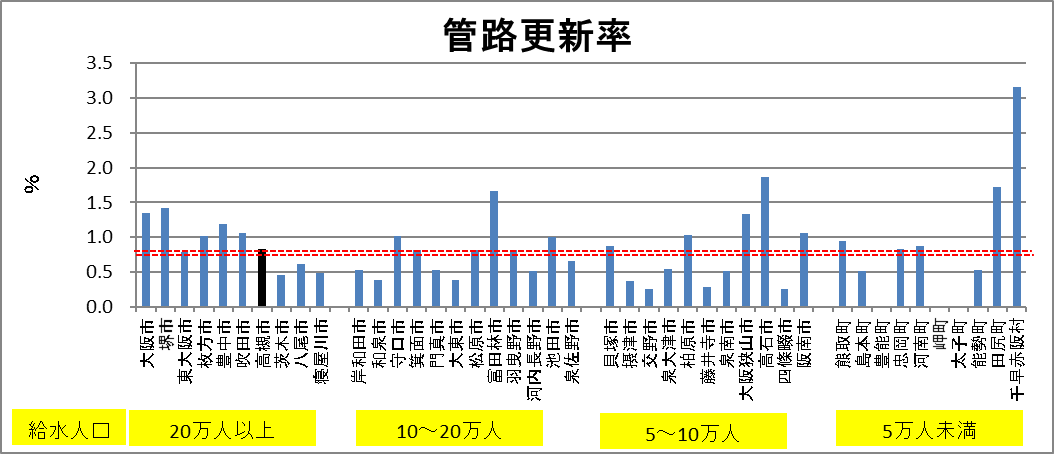 管路更新率
3.5
3.0
2.5
2.0
1.5
1.0
0.5
0.0
%
大阪市
堺市
東大阪市
枚方市
豊中市
吹田市
高槻市
茨木市
八尾市
寝屋川市
岸和田市
和泉市
守口市
箕面市
門真市
大東市
松原市
富田林市
羽曳野市
河内長野市
池田市
泉佐野市
貝塚市
摂津市
交野市
泉大津市
柏原市
藤井寺市
泉南市
大阪狭山市
高石市
四條畷市
阪南市
熊取町
島本町
豊能町
忠岡町
河南町
岬町
太子町
能勢町
田尻町
千早赤阪村
給水人口
20万人以上
10～20万人
5～10万人
5万人未満